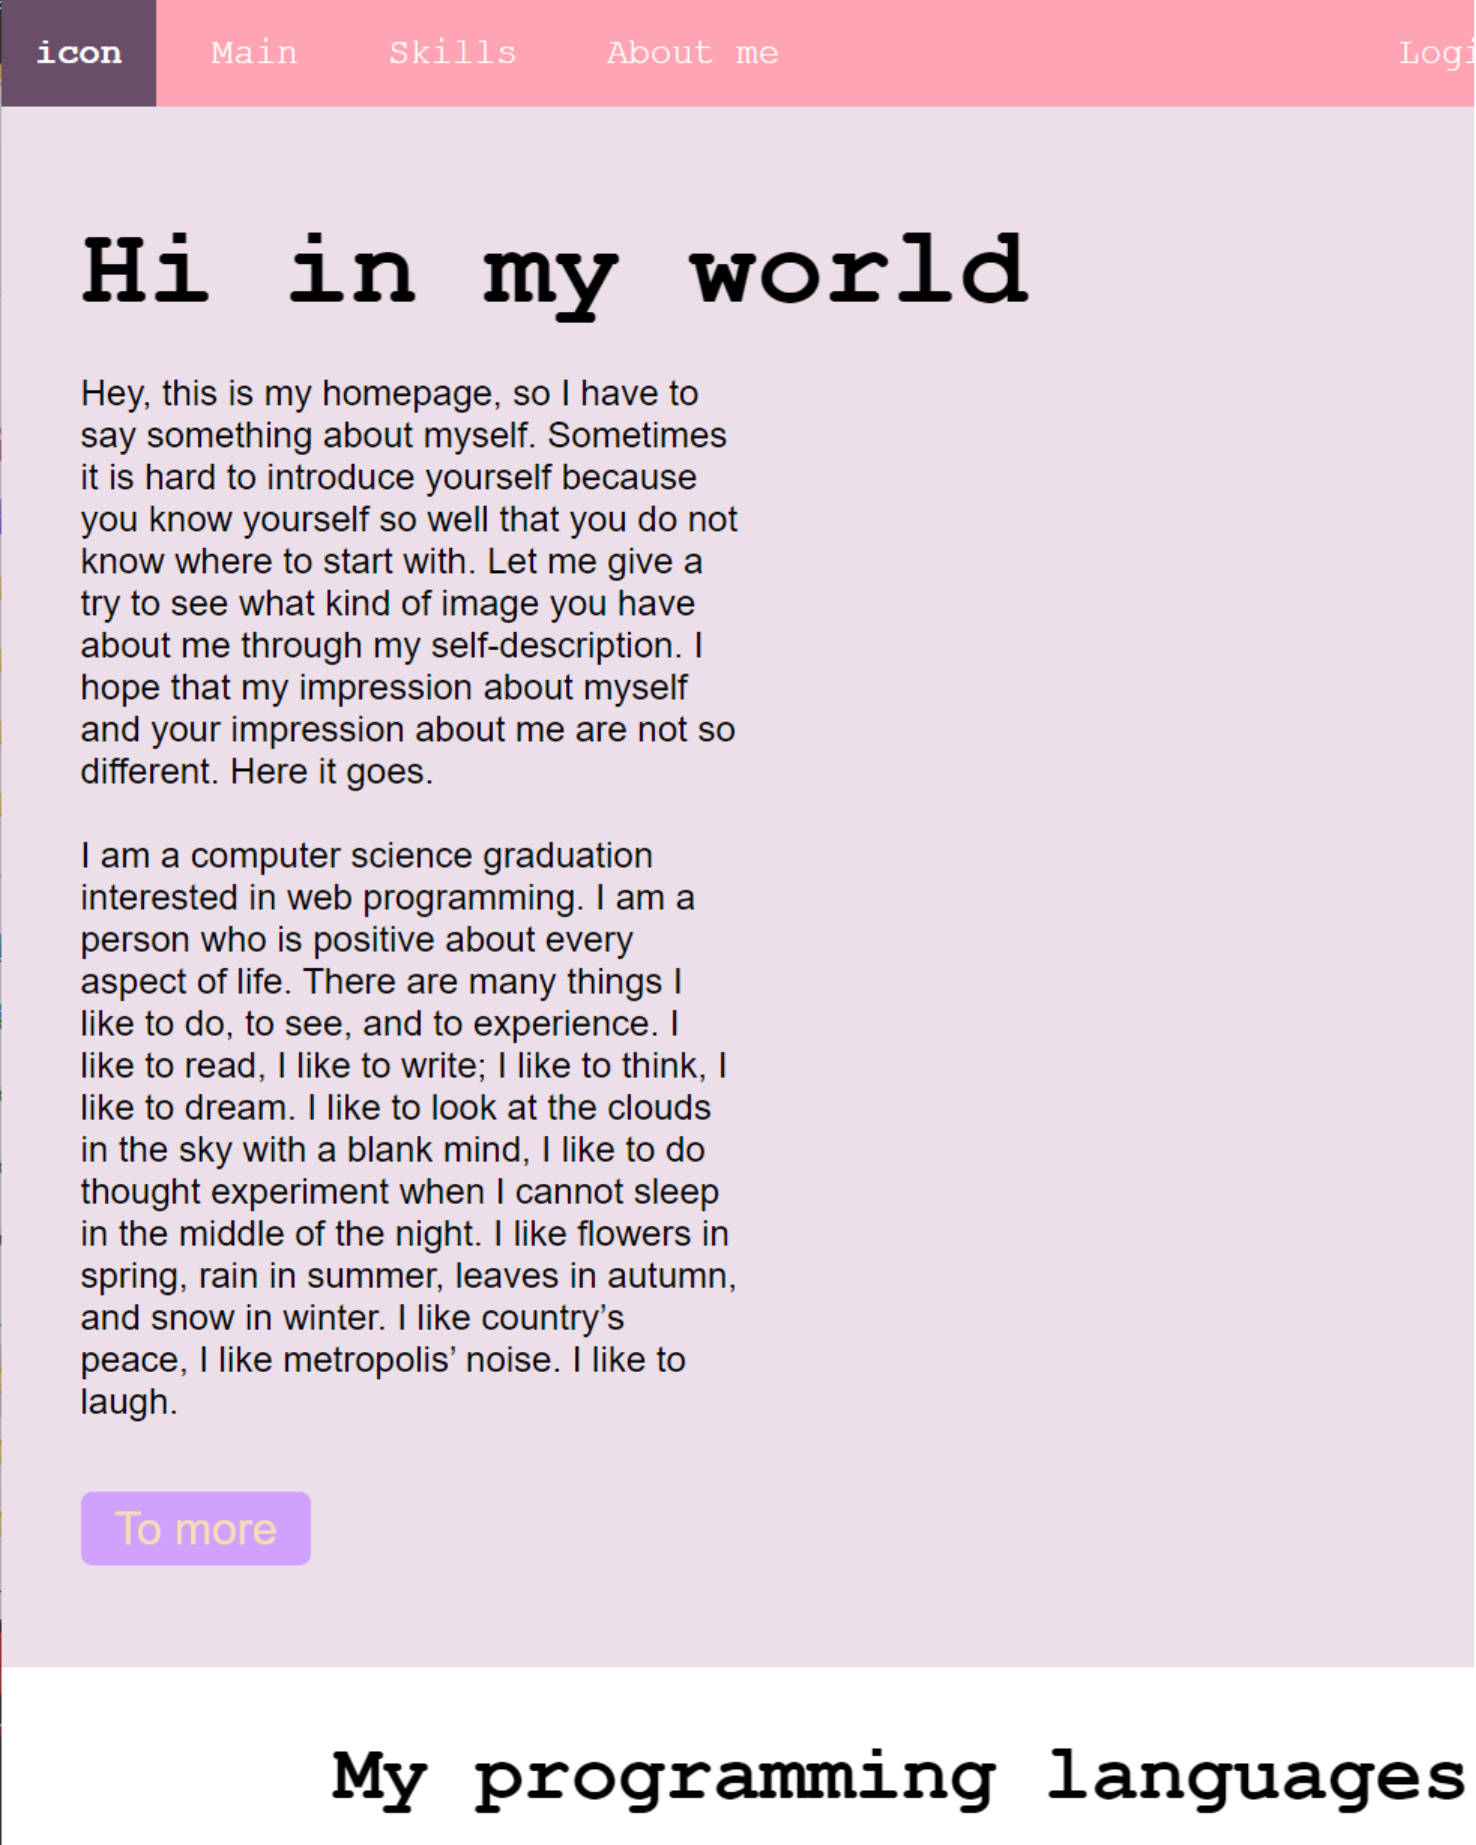 icon Main Skills About me Logi
Hi in my world
Hey, this is my homepage, so I have to
say something about myself. Sometimes
it is hard to introduce yourself because
you know yourself so well that you do not
know where to start with. Let me give a
try to see what kind of image you have
about me through my self-description. I
hope that my impression about myself
and your impression about me are not so
different. Here it goes.
I am a computer science graduation
interested in web programming. I am a
person who is positive about every
aspect of life. There are many things I
like to do, to see, and to experience. I
like to read, I like to write; I like to think, I
like to dream. I like to look at the clouds
in the sky with a blank mind, I like to do
thought experiment when I cannot sleep
in the middle of the night. I like flowers in
spring, rain in summer, leaves in autumn,
and snow in winter. I like country’s
peace, I like metropolis’ noise. I like to
laugh.
To more
My programming languages